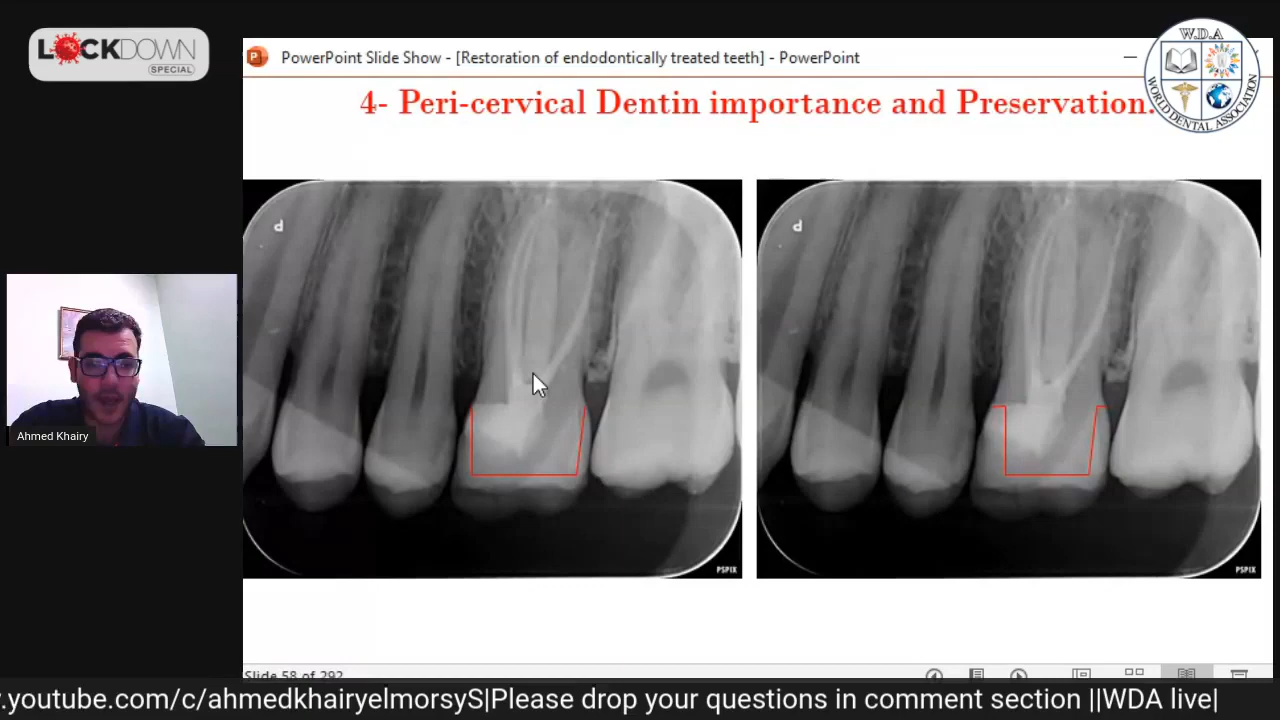 LOCKDOWN
SPECIAL
PowerPoint Slide Show - [Restoration of endodontically treated teeth] - PowerPoint
W.D.A
WORLD DENTAL ASSOCIATION
4- Peri-cervical Dentin importance and Preservation.
d
d
PSPIX
PSPIX
Ahmed Khairy
Slide 58 of 292
.youtube.com/c/ahmedkhairyelmorsyS|Please drop your questions in comment section ||WDA live|